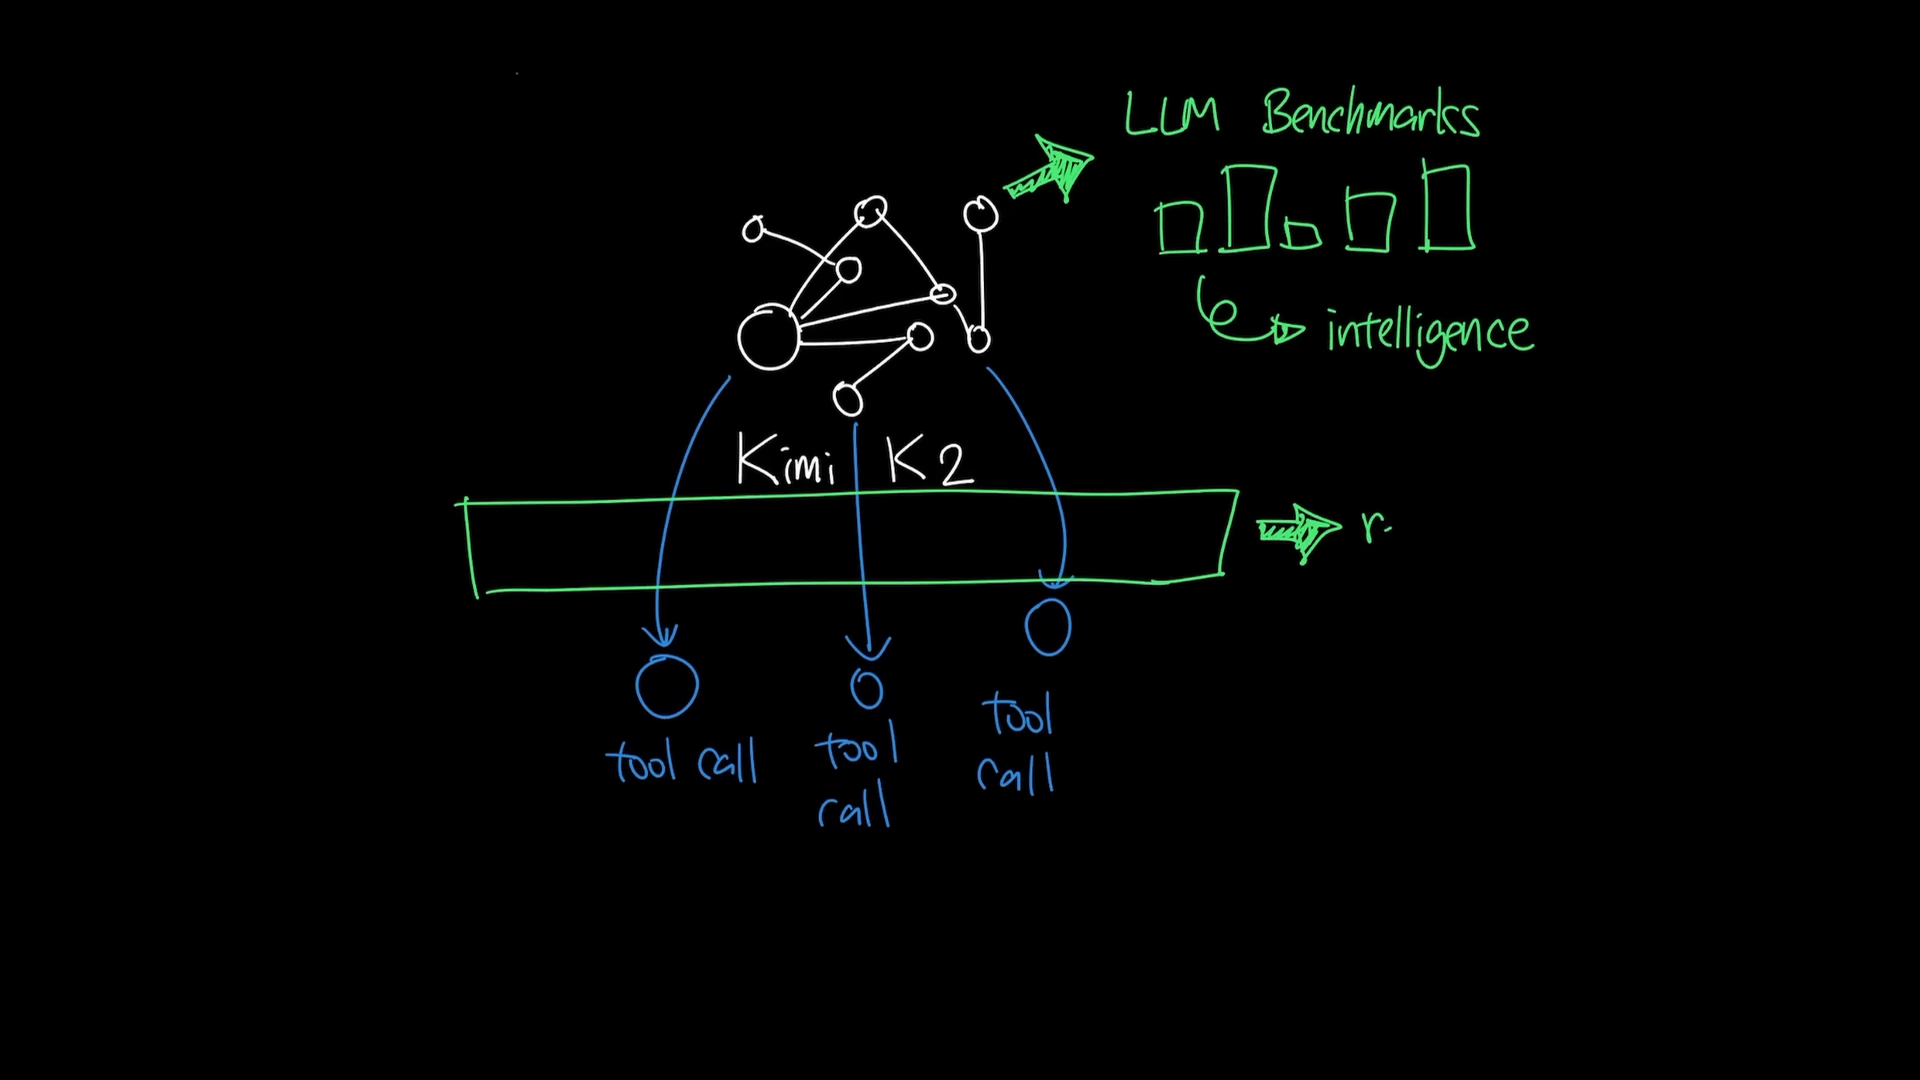 LLM Benchmarks
intelligence
Kimi K2
r
tool call
tool
call
tool
call